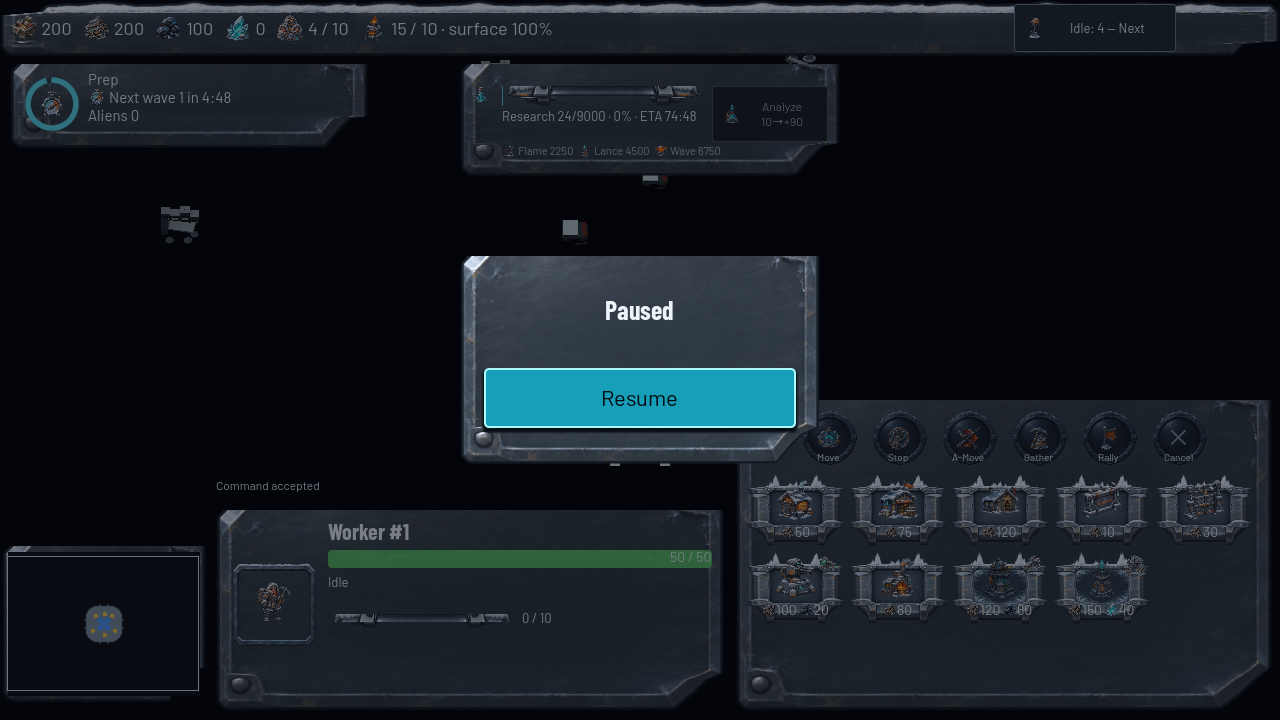 200 200 100 0 4 / 10 15 / 10 · surface 100%
Idle: 4 — Next
Prep
Next wave 1 in 4:48
Aliens 0
Research 24/9000 · 0% · ETA 74:48
Analyze
10→+90
Flame 2250 Lance 4500 Wave 6750
Paused
Resume
Move Stop A-Move Gather Rally Cancel
60 75 120 10 30
100 20 80 120 60 150 40
Command accepted
Worker #1
50 / 50
Idle
0 / 10